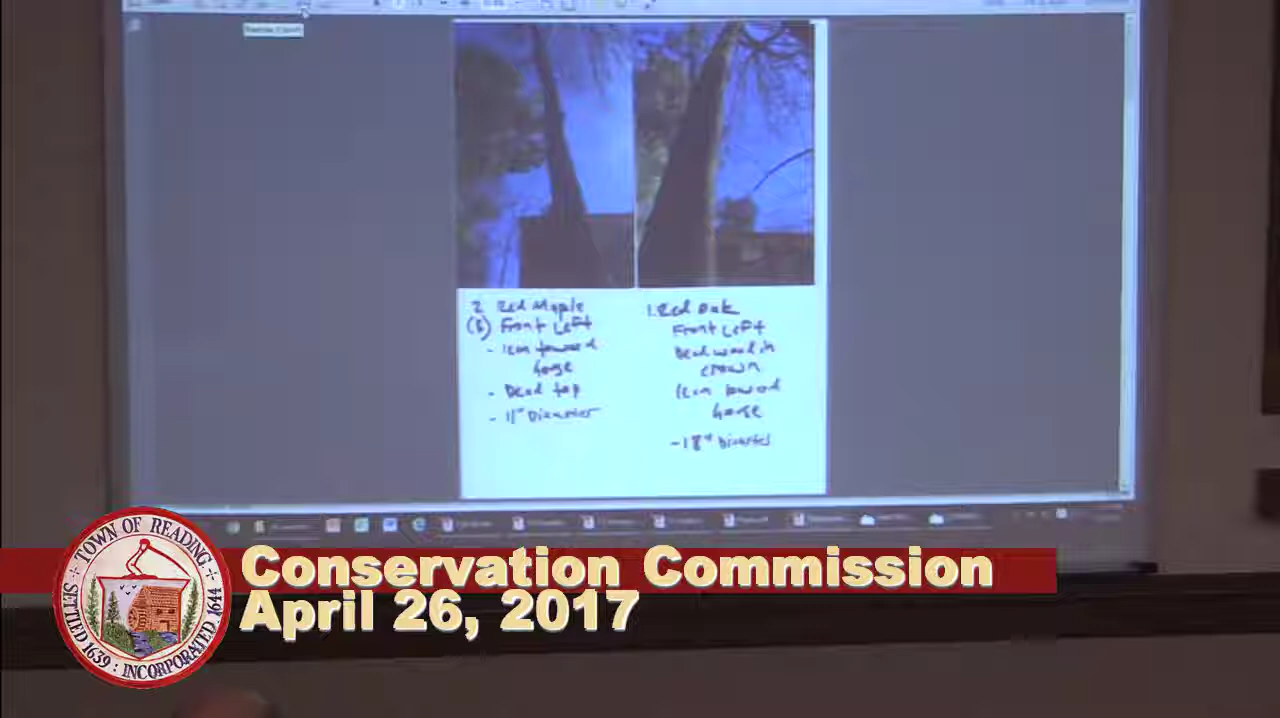 2 Red Maple
(B) Front Left
- lean toward
house
- Dead top
- 11" Diameter
1. Red Oak
Front Left
Dead wood in
crown
lean toward
house
- 18" Diameter
TOWN OF READING
SETTLED 1639 : INCORPORATED 1644
Conservation Commission
April 26, 2017